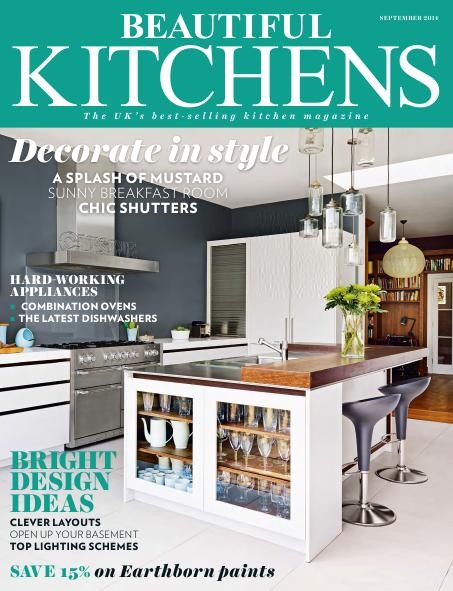 BEAUTIFUL
SEPTEMBER 2014
KITCHENS
The UK's best-selling kitchen magazine
Decorate in style
A SPLASH OF MUSTARD
SUNNY BREAKFAST ROOM
CHIC SHUTTERS
HARD-WORKING
APPLIANCES
COMBINATION OVENS
THE LATEST DISHWASHERS
BRIGHT
DESIGN
IDEAS
CLEVER LAYOUTS
OPEN UP YOUR BASEMENT
TOP LIGHTING SCHEMES
SAVE 15% on Earthborn paints